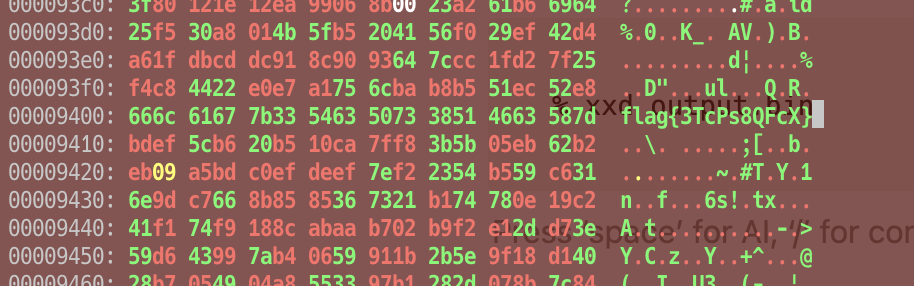 000093c0: 3f80 121e 12ea 9906 8b00 23a2 61b6 6964 ?.........#.a.id
000093d0: 25f5 30a8 014b 5fb5 2041 56f0 29ef 42d4 %.0..K_. AV.).B.
000093e0: a61f dbcd dc91 8c90 9364 7ccc 1fd2 7f25 .........d|....%
000093f0: f4c8 4422 e0e7 a175 6cba b8b5 51ec 52e8 ..D"...ul...Q.R.
% xxd output.bin
00009400: 666c 6167 7b33 5463 5073 3851 4663 587d flag{3TcPs8QFcX}
00009410: bdef 5cb6 20b5 10ca 7ff8 3b5b 05eb 62b2 ..\. .....;[..b.
00009420: eb09 a5bd c0ef deef 7ef2 2354 b559 c631 ........~.#T.Y.1
00009430: 6e9d c766 8b85 8536 7321 b174 780e 19c2 n..f...6s!.tx...
00009440: 41f1 74f9 188c abaa b702 b9f2 e12d d73e A.t..........-.>
Press 'space' for AI, '/' for com
00009450: 59d6 4399 7ab4 0659 911b 2b5e 9f18 d140 Y.C.z..Y..+^...@
00009460: 28b7 0549 04a8 5533 97b1 282d 078b 7c84 (..I..U3..(-..|.